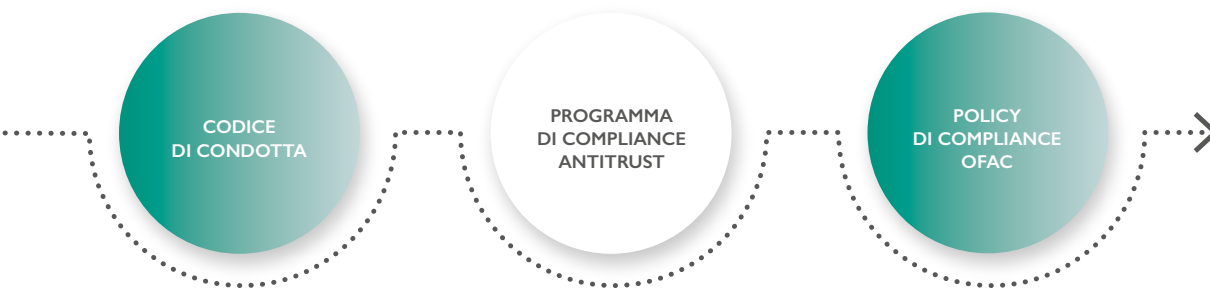 CODICE
DI CONDOTTA
PROGRAMMA
DI COMPLIANCE
ANTITRUST
POLICY
DI COMPLIANCE
OFAC